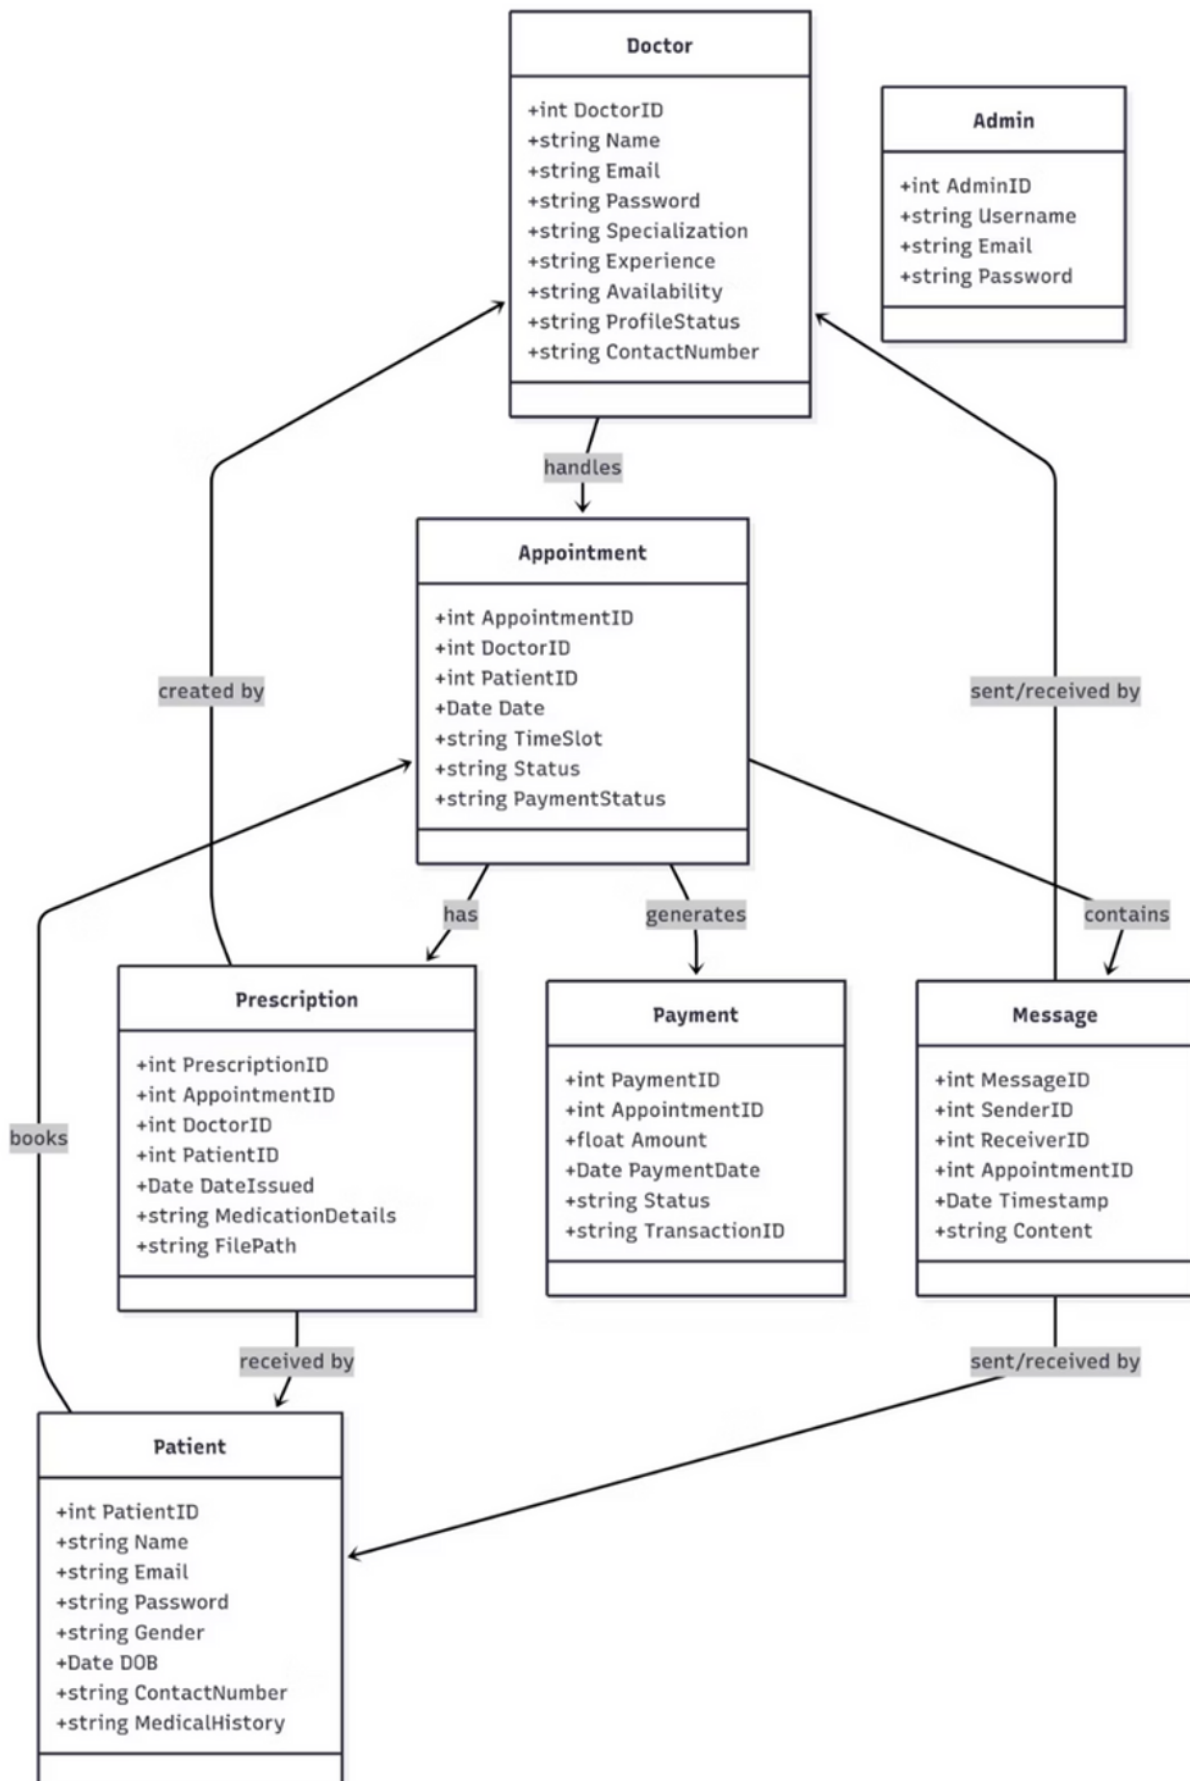 Doctor
+int DoctorID
+string Name
+string Email
+string Password
+string Specialization
+string Experience
+string Availability
+string ProfileStatus
+string ContactNumber
Admin
+int AdminID
+string Username
+string Email
+string Password
handles
Appointment
+int AppointmentID
+int DoctorID
+int PatientID
+Date Date
+string TimeSlot
+string Status
+string PaymentStatus
created by
sent/received by
has
generates
contains
Prescription
+int PrescriptionID
+int AppointmentID
+int DoctorID
+int PatientID
+Date DateIssued
+string MedicationDetails
+string FilePath
Payment
+int PaymentID
+int AppointmentID
+float Amount
+Date PaymentDate
+string Status
+string TransactionID
Message
+int MessageID
+int SenderID
+int ReceiverID
+int AppointmentID
+Date Timestamp
+string Content
books
received by
sent/received by
Patient
+int PatientID
+string Name
+string Email
+string Password
+string Gender
+Date DOB
+string ContactNumber
+string MedicalHistory